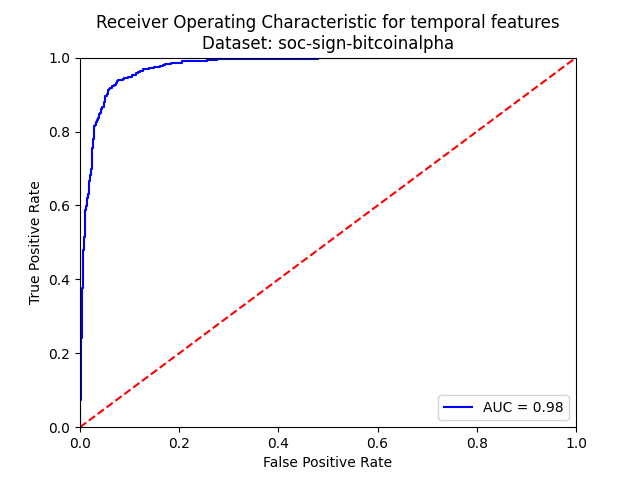 Receiver Operating Characteristic for temporal features
Dataset: soc-sign-bitcoinalpha
1.0
0.8
0.6
0.4
0.2
0.0
True Positive Rate
AUC = 0.98
0.0 0.2 0.4 0.6 0.8 1.0
False Positive Rate